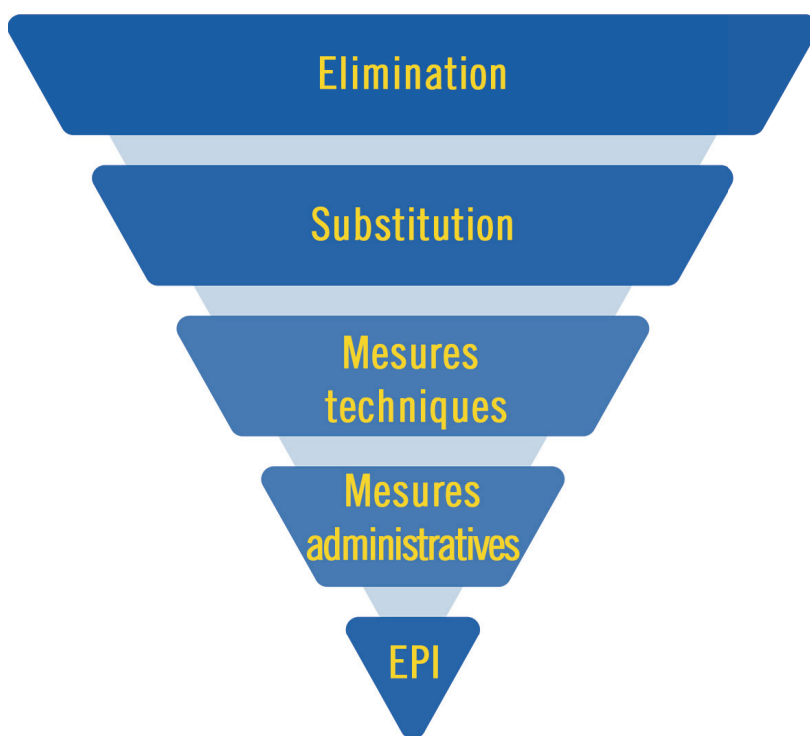 Elimination
Substitution
Mesures
techniques
Mesures
administratives
EPI